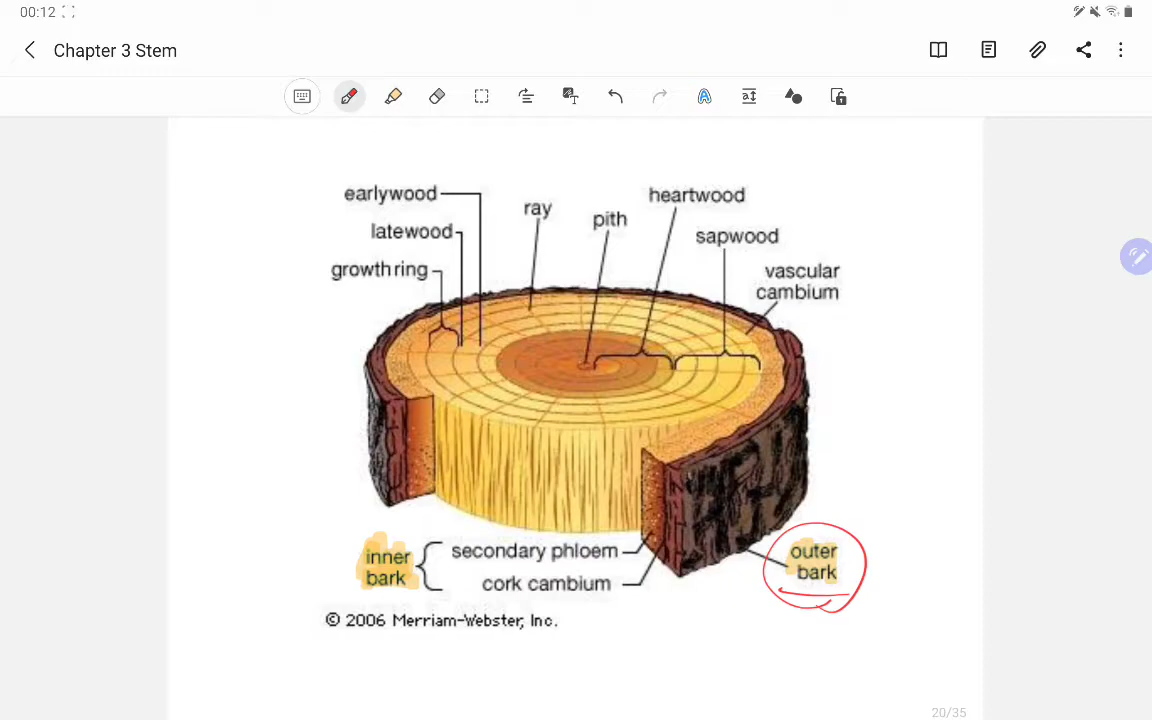 00:12
Chapter 3 Stem
earlywood
ray
heartwood
pith
latewood
sapwood
growth ring
vascular
cambium
inner
bark
secondary phloem
cork cambium
outer
bark
© 2006 Merriam-Webster, Inc.
20/35